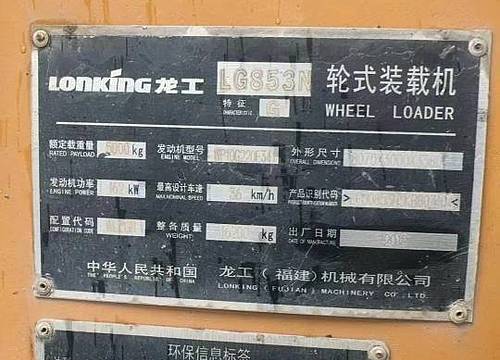 LONKING 龙工 LG853N 轮式装载机
特征 G
CHARACTERISTIC
WHEEL LOADER
额定载重量 5000 kg 发动机型号 外形尺寸
RATED PAYLOAD ENGINE MODEL OVERALL DIMENSIONS
发动机功率 162 kW 最高设计车速 36 km/h 产品识别代码 > <
ENGINE POWER MAX.NOMINAL SPEED PRODUCT IDENTIFICATION NUMBER
配置代码 整备质量 kg 出厂日期
CONFIGURATION CODE WEIGHT DATE OF MANUFACTURE
中华人民共和国 龙工（福建）机械有限公司
THE PEOPLE'S REPUBLIC OF CHINA LONKING (FUJIAN) MACHINERY CO., LTD.
环保信息标签